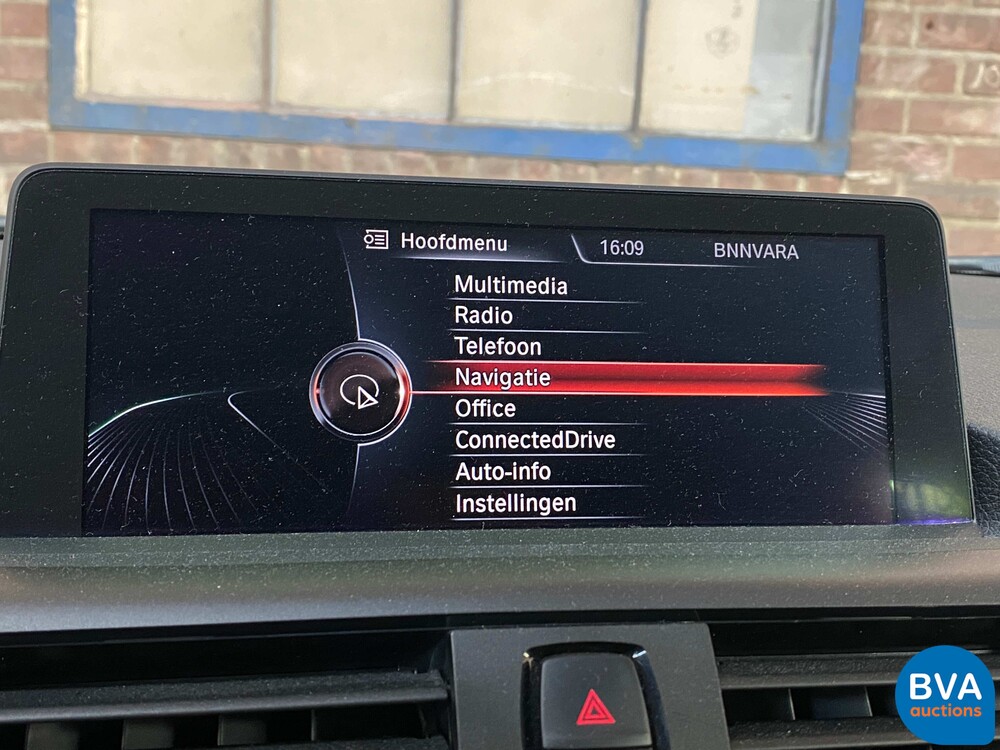 Hoofdmenu 16:09 BNNVARA
Multimedia
Radio
Telefoon
Navigatie
Office
ConnectedDrive
Auto-info
Instellingen
BVA
auctions